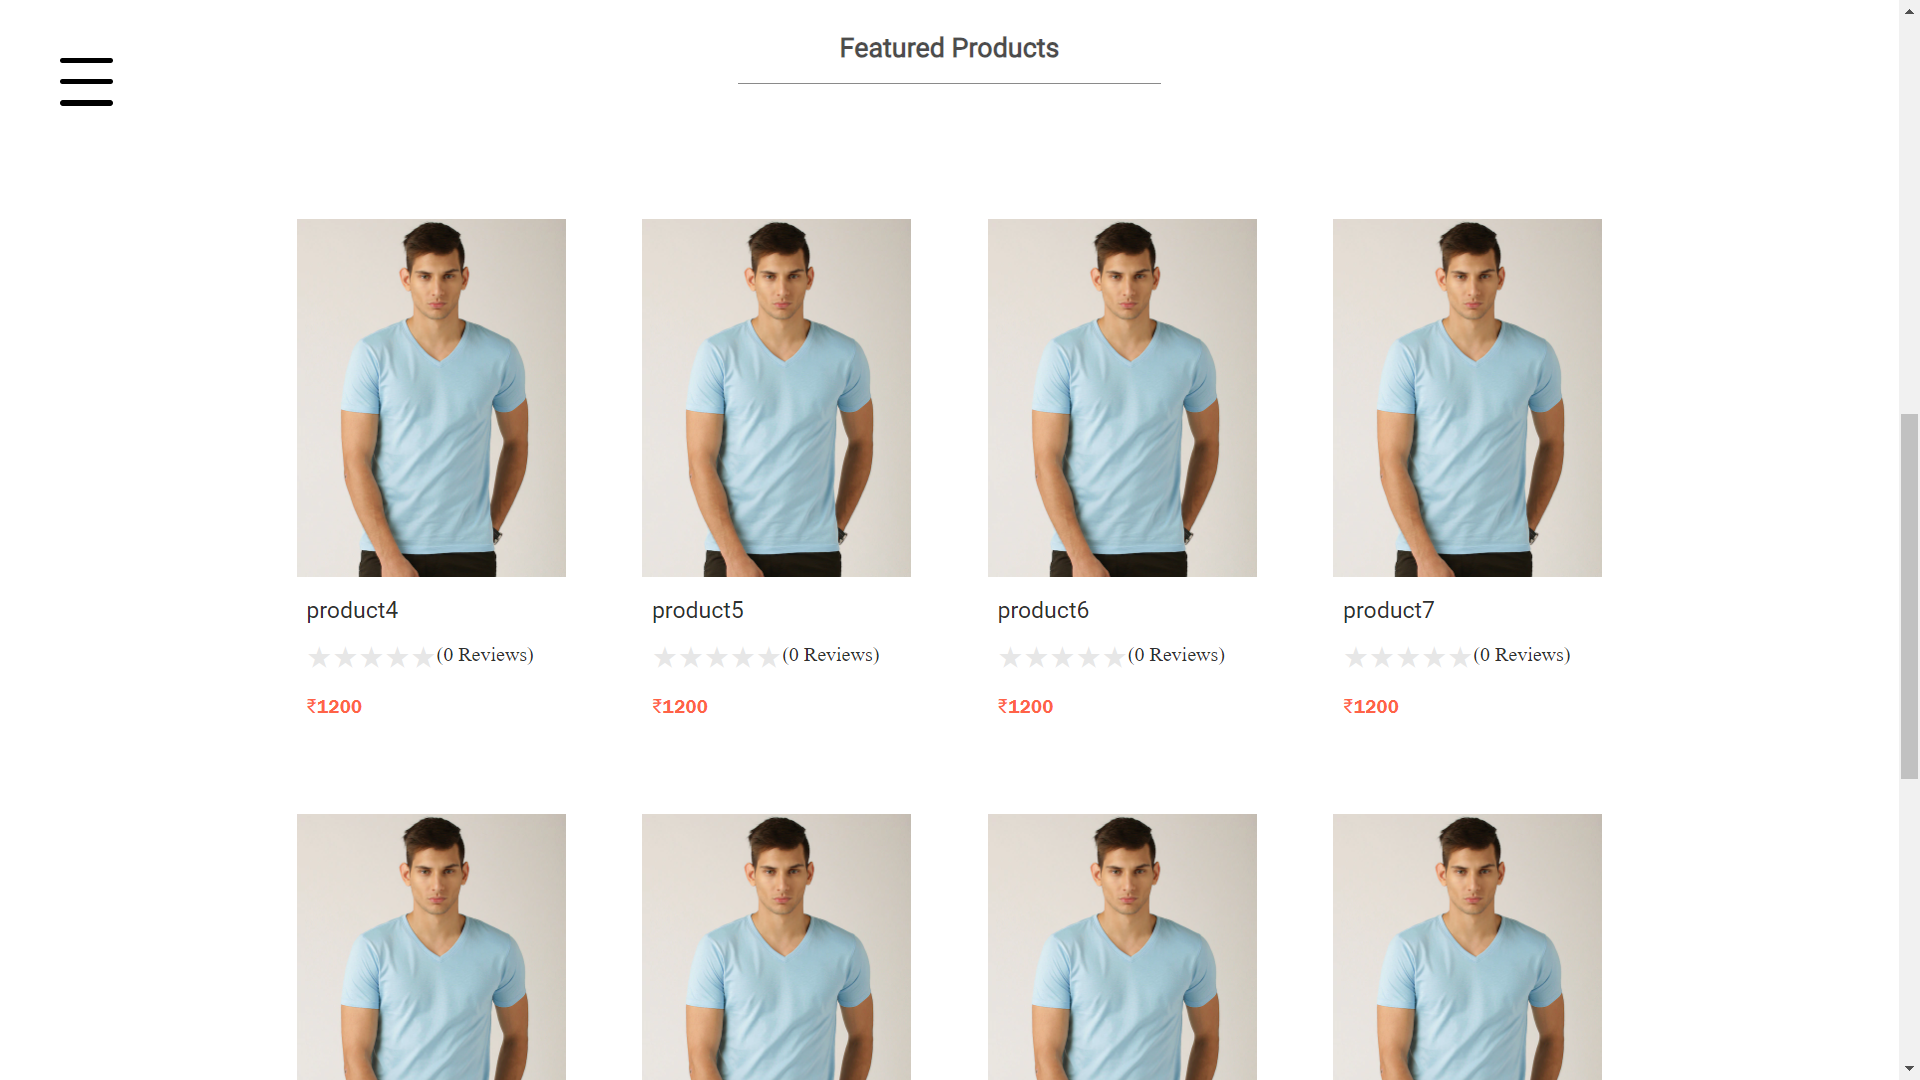 Featured Products
product4
product5
product6
product7
(0 Reviews)
(0 Reviews)
(0 Reviews)
(0 Reviews)
₹1200
₹1200
₹1200
₹1200